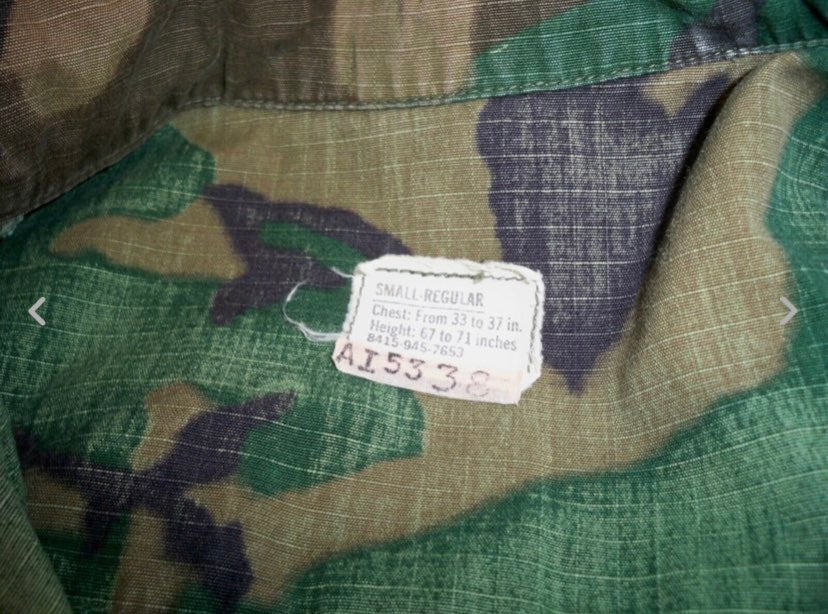 SMALL-REGULAR
Chest: From 33 to 37 in.
Height: 67 to 71 inches
8415-945-7653
AI5338